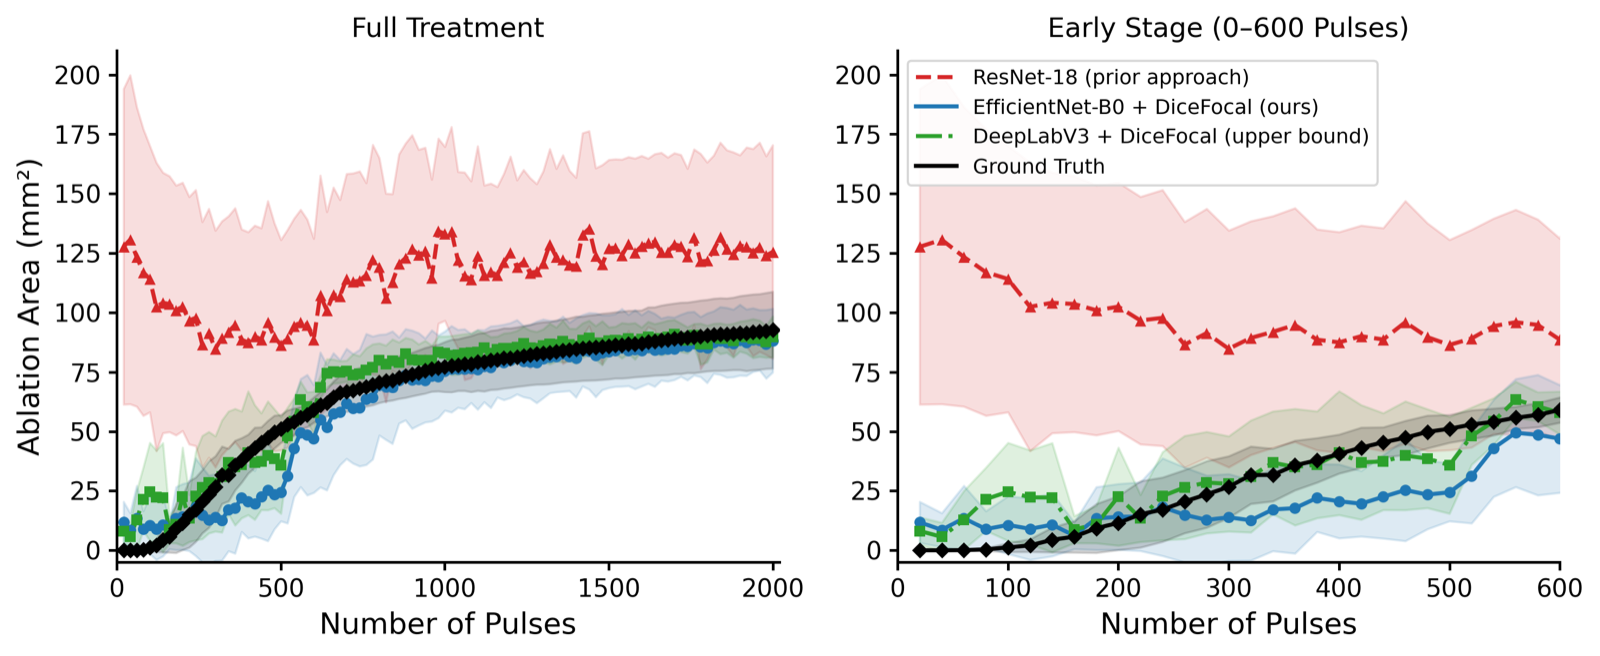 Full Treatment
Ablation Area (mm²)
200
175
150
125
100
75
50
25
0
0 500 1000 1500 2000
Number of Pulses
Early Stage (0–600 Pulses)
ResNet-18 (prior approach)
EfficientNet-B0 + DiceFocal (ours)
DeepLabV3 + DiceFocal (upper bound)
Ground Truth
200
175
150
125
100
75
50
25
0
0 100 200 300 400 500 600
Number of Pulses